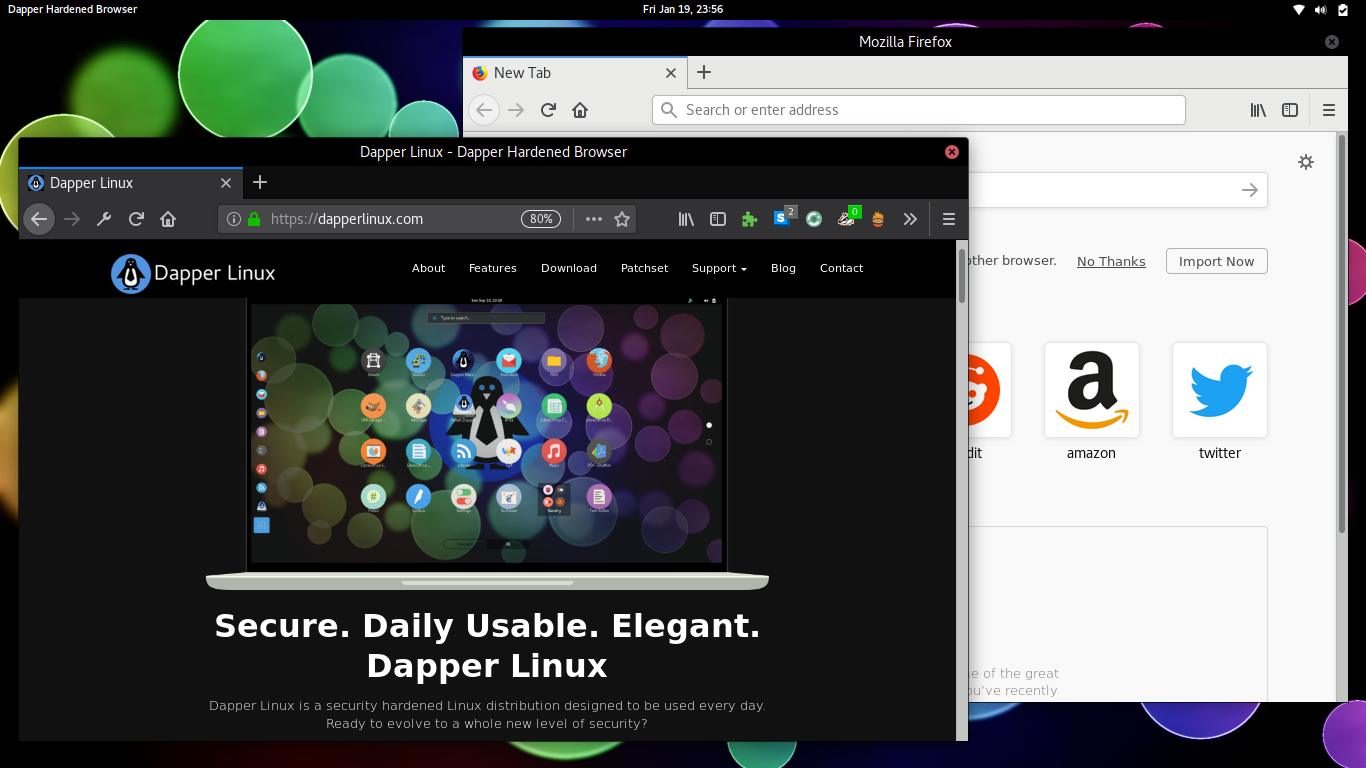 Dapper Hardened Browser
Fri Jan 19, 23:56
Mozilla Firefox
New Tab
Search or enter address
Dapper Linux - Dapper Hardened Browser
Dapper Linux
https://dapperlinux.com
80%
2
0
Dapper Linux
About
Features
Download
Patchset
Support
Blog
Contact
Type to search...
Secure. Daily Usable. Elegant.
Dapper Linux
Dapper Linux is a security hardened Linux distribution designed to be used every day.
Ready to evolve to a whole new level of security?
other browser.
No Thanks
Import Now
dit
amazon
twitter
e of the great
ou've recently